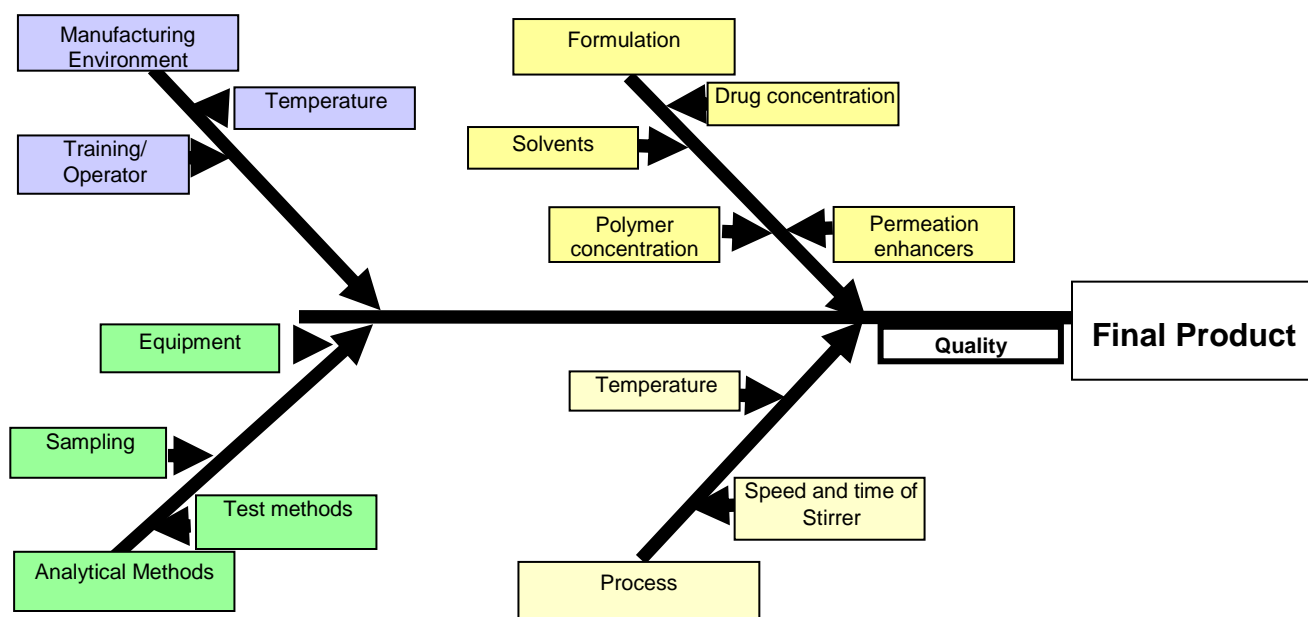 Manufacturing
Environment
Temperature
Training/
Operator
Formulation
Drug concentration
Solvents
Polymer
concentration
Permeation
enhancers
Equipment
Sampling
Test methods
Analytical Methods
Temperature
Speed and time of
Stirrer
Process
Quality
Final Product